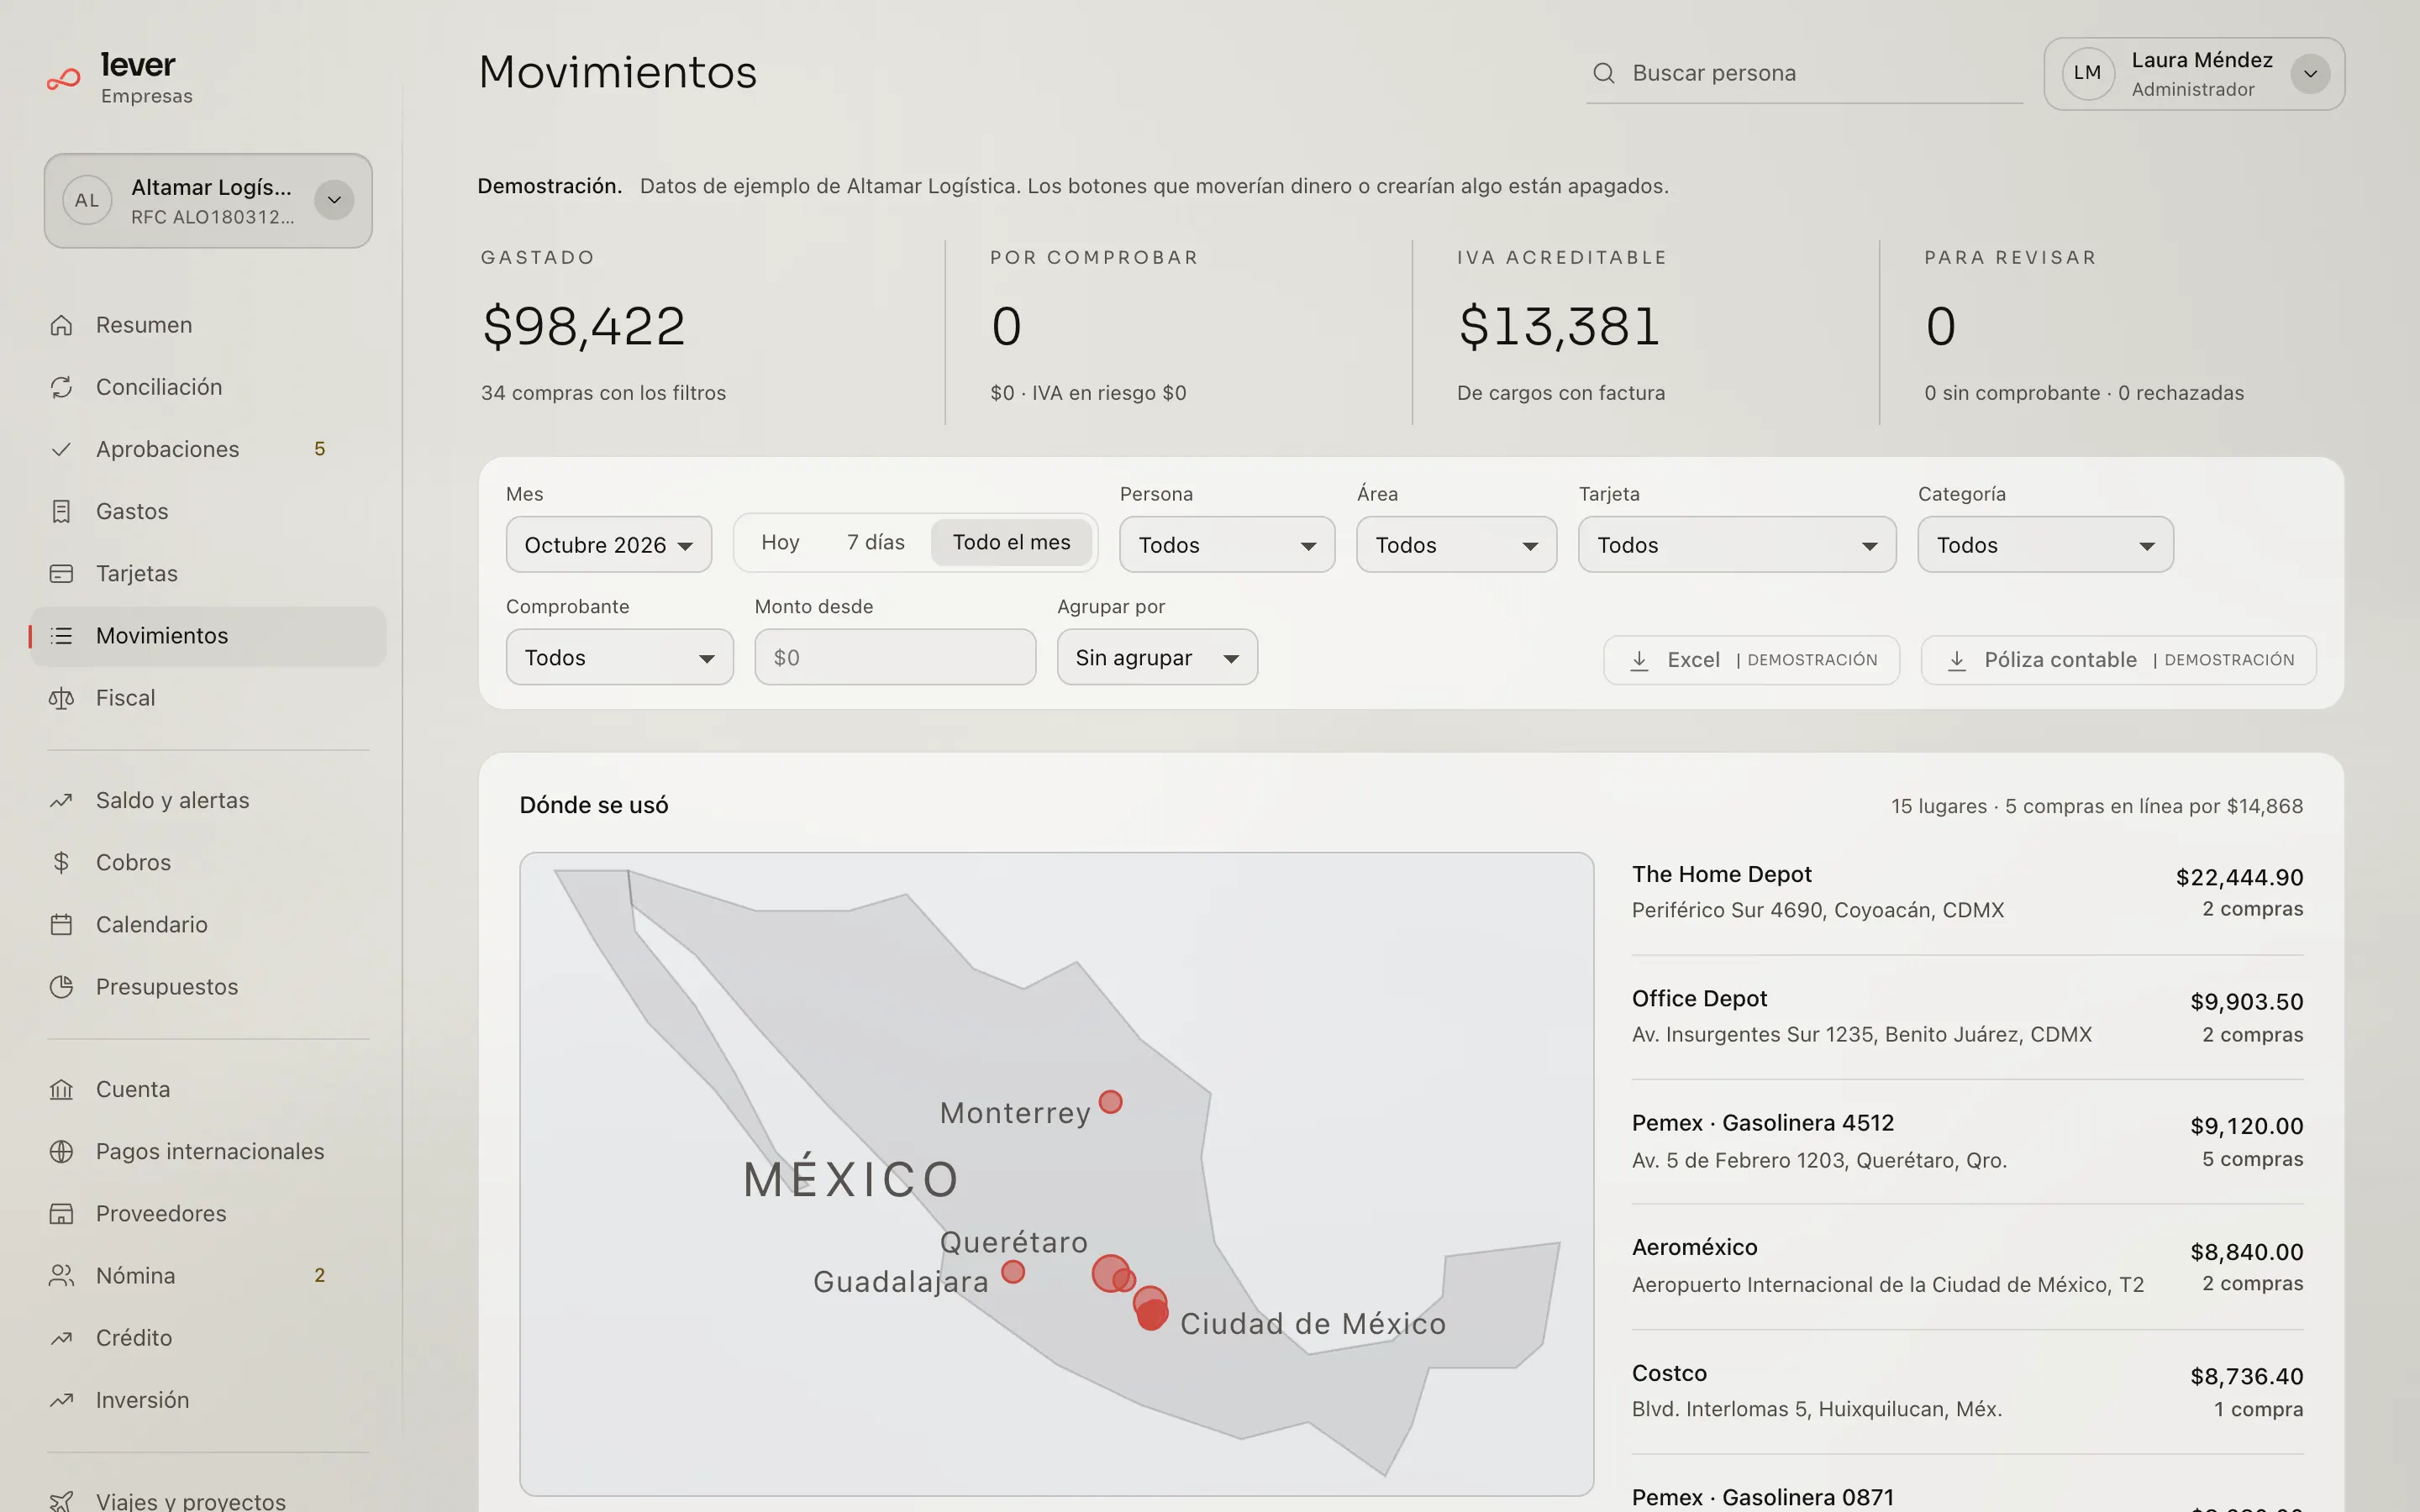 lever
Empresas
AL
Altamar Logís...
RFC ALO180312...
Resumen
Conciliación
Aprobaciones 5
Gastos
Tarjetas
Movimientos
Fiscal
Saldo y alertas
Cobros
Calendario
Presupuestos
Cuenta
Pagos internacionales
Proveedores
Nómina 2
Crédito
Inversión
Viajes y proyectos
Movimientos
Buscar persona
LM
Laura Méndez
Administrador
Demostración. Datos de ejemplo de Altamar Logística. Los botones que moverían dinero o crearían algo están apagados.
GASTADO
$98,422
34 compras con los filtros
POR COMPROBAR
0
$0 · IVA en riesgo $0
IVA ACREDITABLE
$13,381
De cargos con factura
PARA REVISAR
0
0 sin comprobante · 0 rechazadas
Mes
Octubre 2026
Hoy
7 días
Todo el mes
Persona
Todos
Área
Todos
Tarjeta
Todos
Categoría
Todos
Comprobante
Todos
Monto desde
$0
Agrupar por
Sin agrupar
Excel | DEMOSTRACIÓN
Póliza contable | DEMOSTRACIÓN
Dónde se usó
15 lugares · 5 compras en línea por $14,868
Monterrey
MÉXICO
Querétaro
Guadalajara
Ciudad de México
The Home Depot $22,444.90
Periférico Sur 4690, Coyoacán, CDMX 2 compras
Office Depot $9,903.50
Av. Insurgentes Sur 1235, Benito Juárez, CDMX 2 compras
Pemex · Gasolinera 4512 $9,120.00
Av. 5 de Febrero 1203, Querétaro, Qro. 5 compras
Aeroméxico $8,840.00
Aeropuerto Internacional de la Ciudad de México, T2 2 compras
Costco $8,736.40
Blvd. Interlomas 5, Huixquilucan, Méx. 1 compra
Pemex · Gasolinera 0871